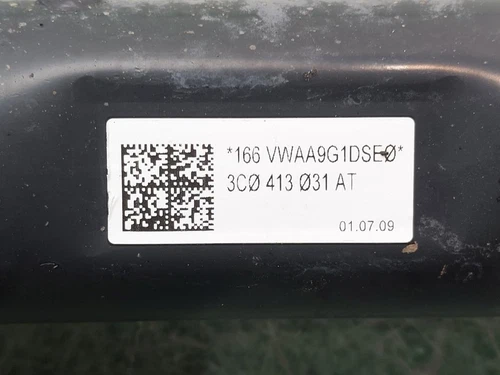 *166 VWAA9G1DSEØ*
3CØ 413 Ø31 AT
01.07.09